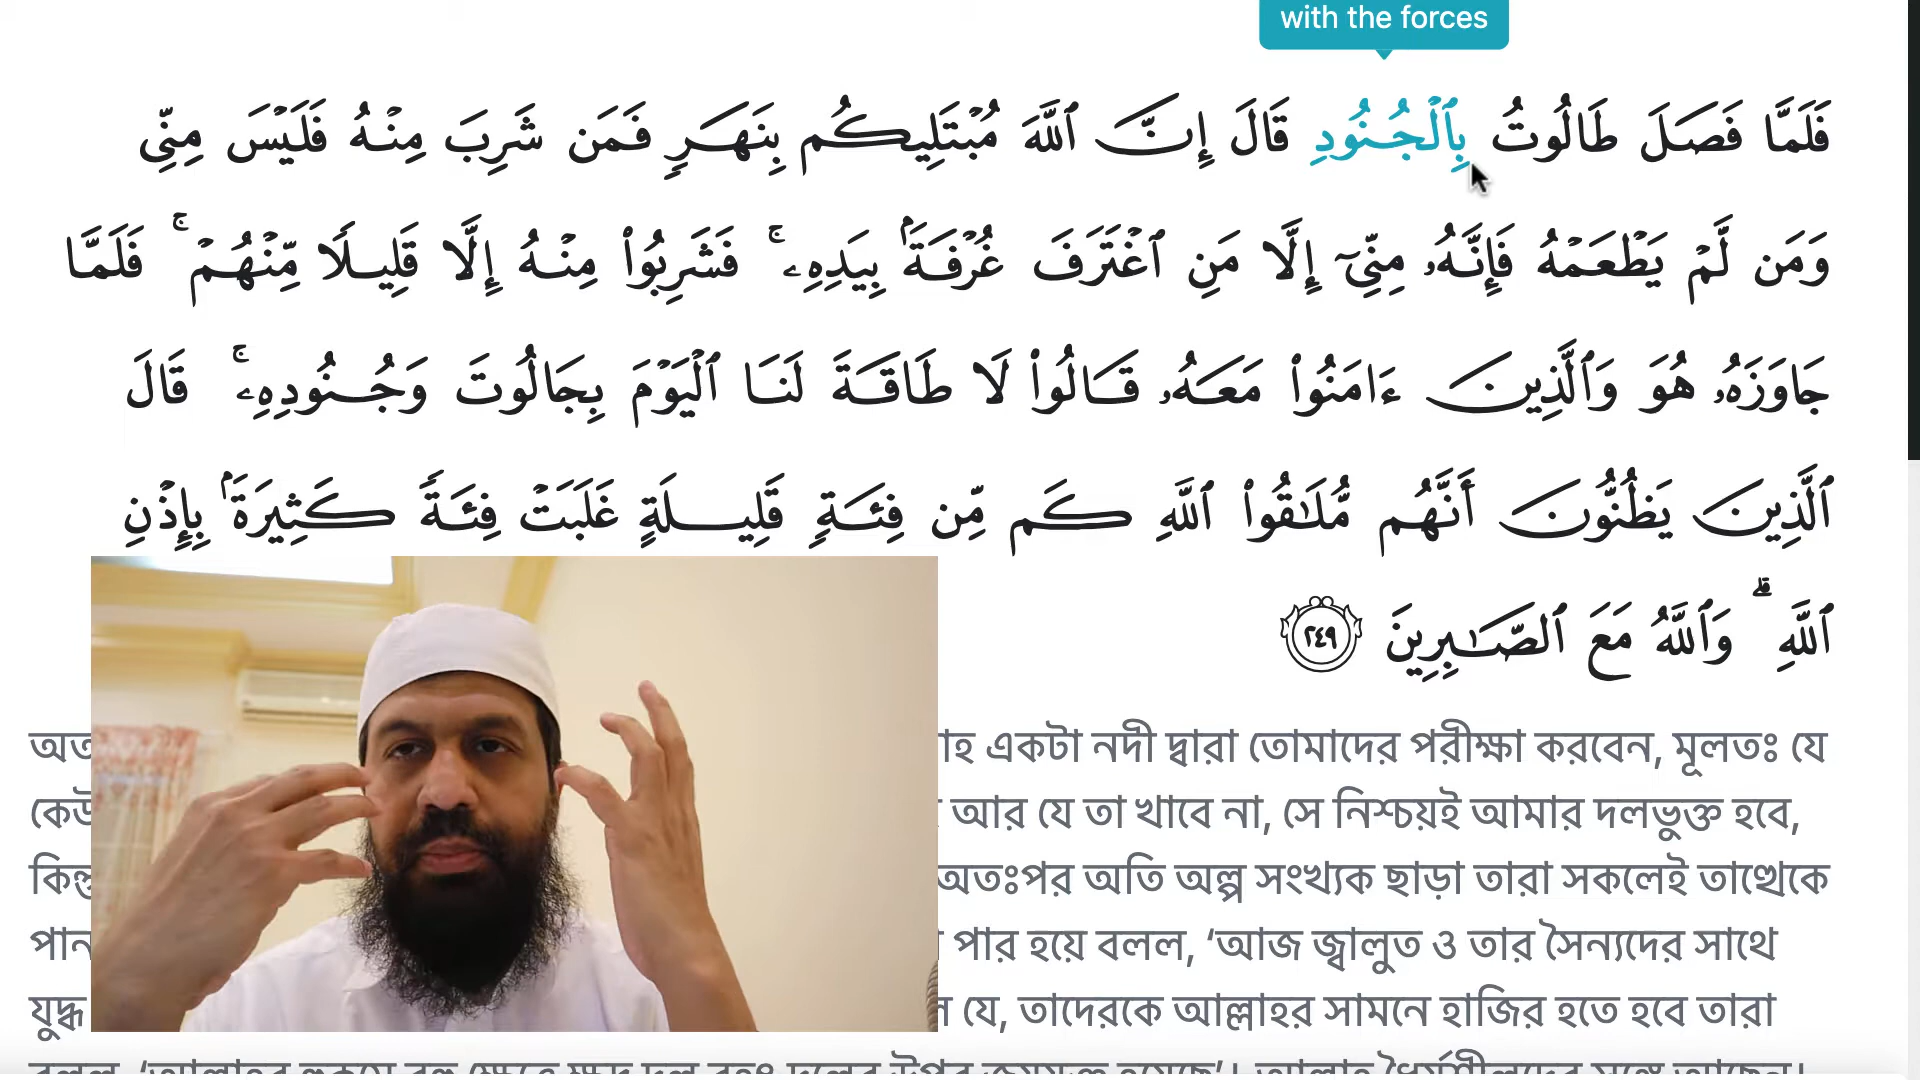 with the forces
فَلَمَّا فَصَلَ طَالُوتُ بِٱلْجُنُودِ قَالَ إِنَّ ٱللَّهَ مُبْتَلِيكُم بِنَهَرٍ فَمَن شَرِبَ مِنْهُ فَلَيْسَ مِنِّي
وَمَن لَّمْ يَطْعَمْهُ فَإِنَّهُۥ مِنِّىٓ إِلَّا مَنِ ٱغْتَرَفَ غُرْفَةًۢ بِيَدِهِۦ ۚ فَشَرِبُوا۟ مِنْهُ إِلَّا قَلِيلًا مِّنْهُمْ ۚ فَلَمَّا
جَاوَزَهُۥ هُوَ وَٱلَّذِينَ ءَامَنُوا۟ مَعَهُۥ قَالُوا۟ لَا طَاقَةَ لَنَا ٱلْيَوْمَ بِجَالُوتَ وَجُنُودِهِۦ ۚ قَالَ
ٱلَّذِينَ يَظُنُّونَ أَنَّهُم مُّلَـٰقُوا۟ ٱللَّهِ كَم مِّن فِئَةٍ قَلِيلَةٍ غَلَبَتْ فِئَةً كَثِيرَةًۢ بِإِذْنِ
ٱللَّهِ ۗ وَٱللَّهُ مَعَ ٱلصَّـٰبِرِينَ ٢٤٩
একটা নদী দ্বারা তোমাদের পরীক্ষা করবেন, মূলতঃ যে
আর যে তা খাবে না, সে নিশ্চয়ই আমার দলভুক্ত হবে,
অতঃপর অতি অল্প সংখ্যক ছাড়া তারা সকলেই তাত্থেকে
পার হয়ে বলল, ‘আজ জ্বালুত ও তার সৈন্যদের সাথে
যুদ্ধ যে, তাদেরকে আল্লাহর সামনে হাজির হতে হবে তারা